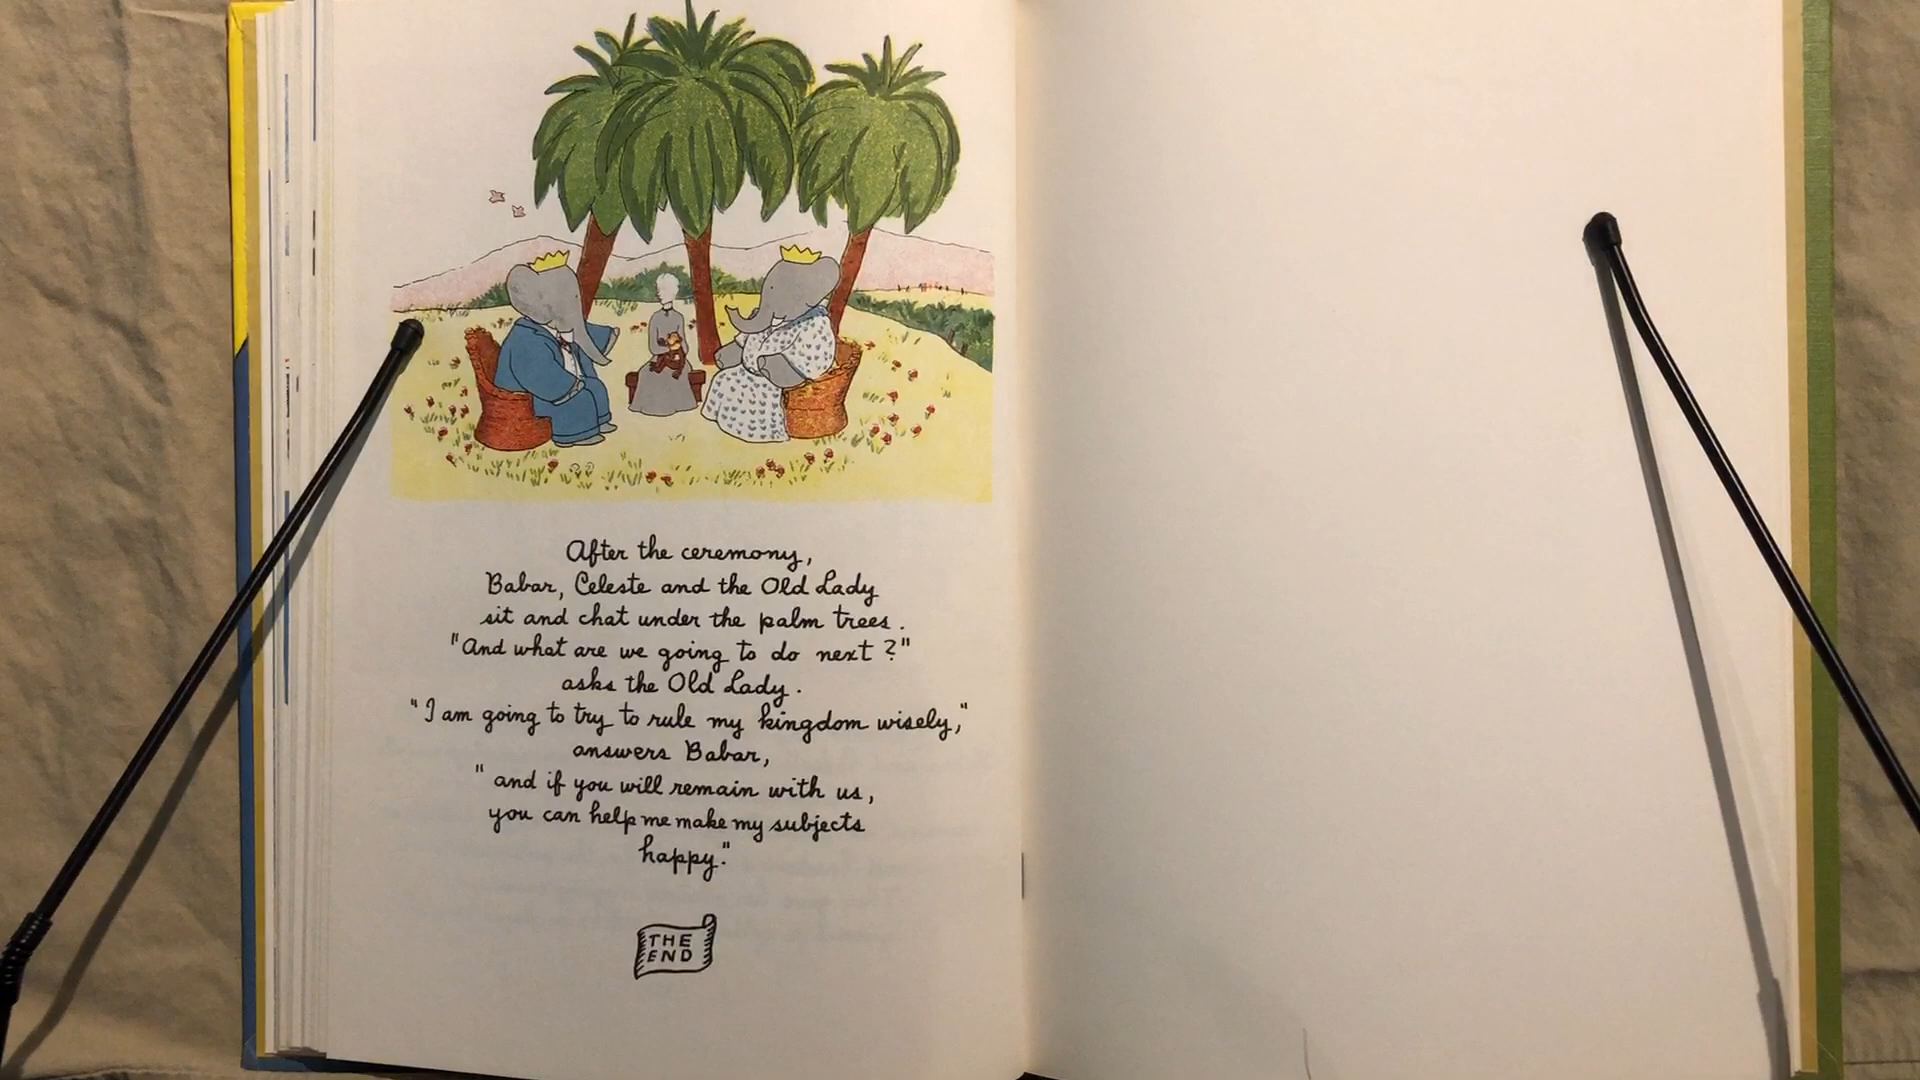 After the ceremony,
Babar, Celeste and the Old Lady
sit and chat under the palm trees.
"And what are we going to do next?"
asks the Old Lady.
"I am going to try to rule my kingdom wisely,"
answers Babar,
"and if you will remain with us,
you can help me make my subjects
happy."
THE
END